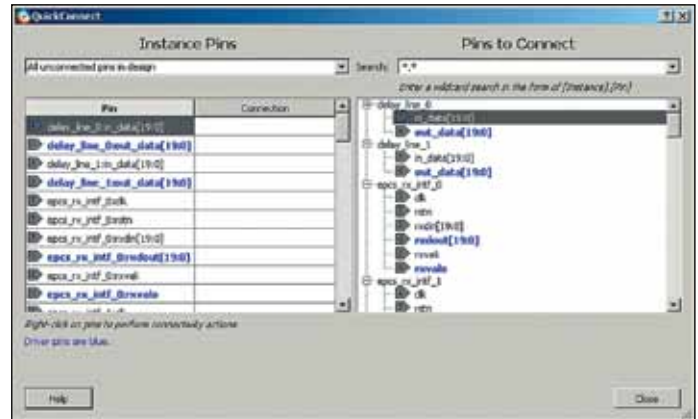 QuickConnect
Instance Pins
Pins to Connect
All unconnected pins in design
Search: *.*
Enter a wildcard search in the form of [Instance].[Pin]
Pin
Connection
delay_line_0:in_data[19:0]
delay_line_0:out_data[19:0]
delay_line_1:in_data[19:0]
delay_line_1:out_data[19:0]
epcs_rx_intf_0:clk
epcs_rx_intf_0:rstn
epcs_rx_intf_0:rxdin[19:0]
epcs_rx_intf_0:rxdout[19:0]
epcs_rx_intf_0:rxvali
epcs_rx_intf_0:rxvalo
delay_line_0
in_data[19:0]
out_data[19:0]
delay_line_1
in_data[19:0]
out_data[19:0]
epcs_rx_intf_0
clk
rstn
rxdin[19:0]
rxdout[19:0]
rxvali
rxvalo
epcs_rx_intf_1
clk
rstn
Right-click on pins to perform connectivity actions
Driver pins are blue.
Help
Close